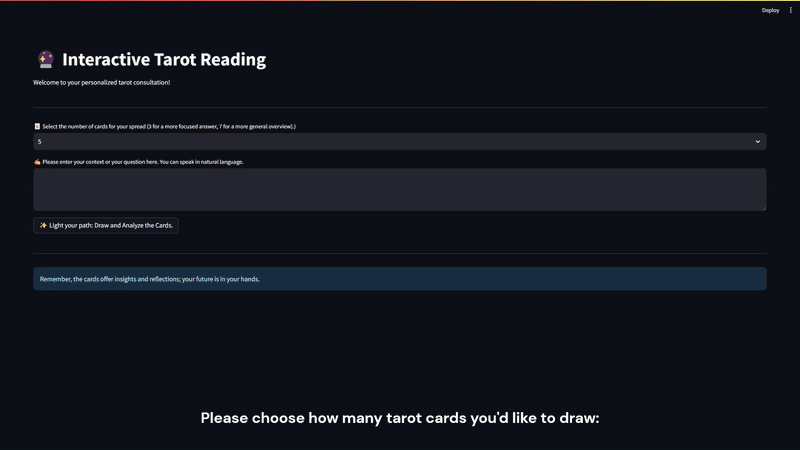 Deploy
Interactive Tarot Reading
Welcome to your personalized tarot consultation!
Select the number of cards for your spread (3 for a more focused answer, 7 for a more general overview).)
5
Please enter your context or your question here. You can speak in natural language.
Light your path: Draw and Analyze the Cards.
Remember, the cards offer insights and reflections; your future is in your hands.
Please choose how many tarot cards you'd like to draw: